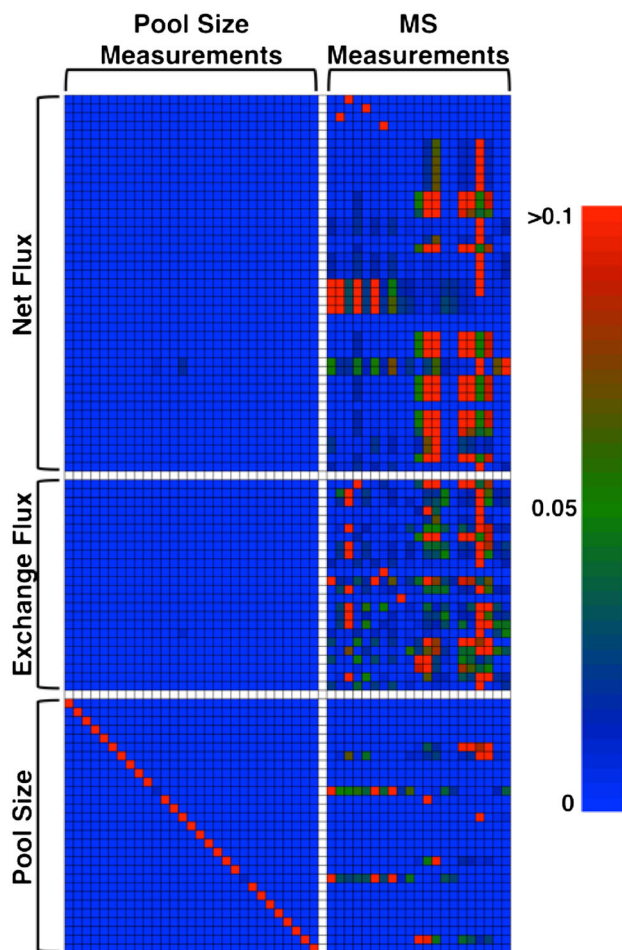 Pool Size
Measurements
MS
Measurements
Net Flux
Exchange Flux
Pool Size
>0.1
0.05
0